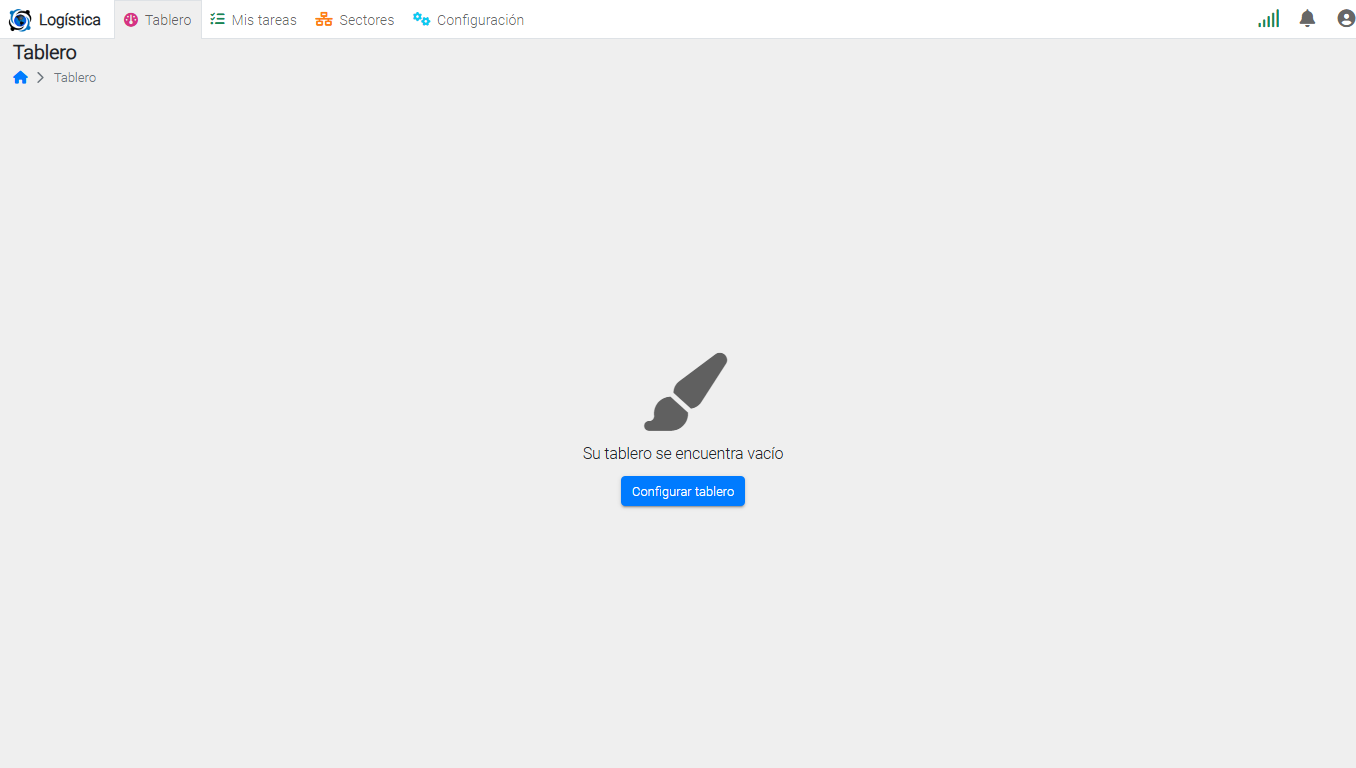 Logística Tablero Mis tareas Sectores Configuración
Tablero
Tablero
Su tablero se encuentra vacío
Configurar tablero